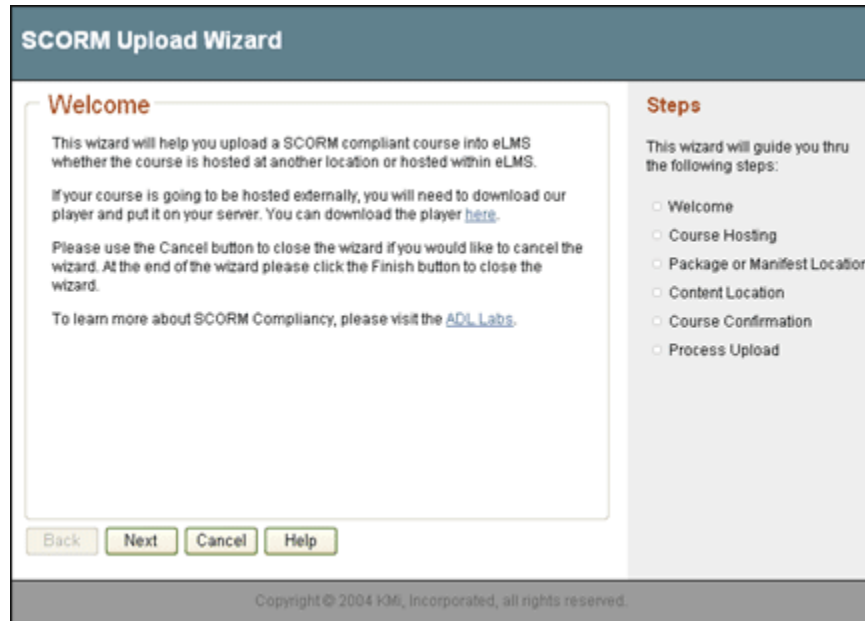 SCORM Upload Wizard
Welcome
This wizard will help you upload a SCORM compliant course into eLMS
whether the course is hosted at another location or hosted within eLMS.
If your course is going to be hosted externally, you will need to download our
player and put it on your server. You can download the player here.
Please use the Cancel button to close the wizard if you would like to cancel the
wizard. At the end of the wizard please click the Finish button to close the
wizard.
To learn more about SCORM Compliancy, please visit the ADL Labs.
Back Next Cancel Help
Steps
This wizard will guide you thru
the following steps:
Welcome
Course Hosting
Package or Manifest Location
Content Location
Course Confirmation
Process Upload
Copyright © 2004 KMi, Incorporated, all rights reserved.